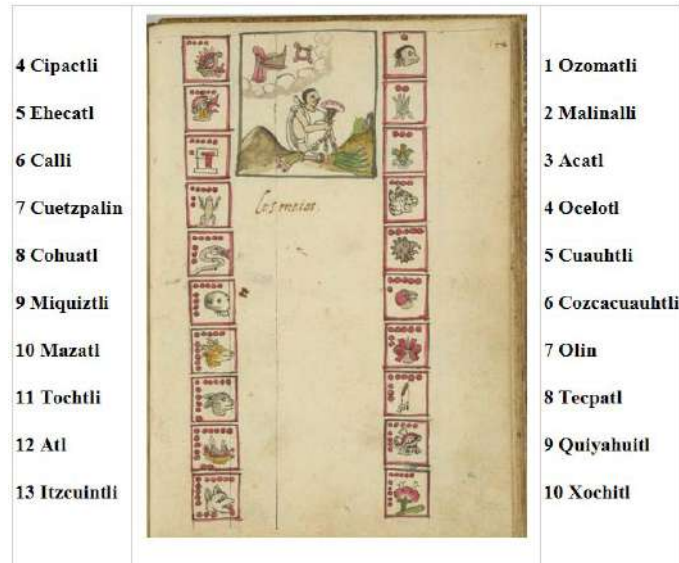 4 Cipactli
5 Ehecatl
6 Calli
7 Cuetzpalin
8 Cohuatl
9 Miquiztli
10 Mazatl
11 Tochtli
12 Atl
13 Itzcuintli
1 Ozomatli
2 Malinalli
3 Acatl
4 Ocelotl
5 Cuauhtli
6 Cozcacuauhtli
7 Olin
8 Tecpatl
9 Quiyahuitl
10 Xochitl